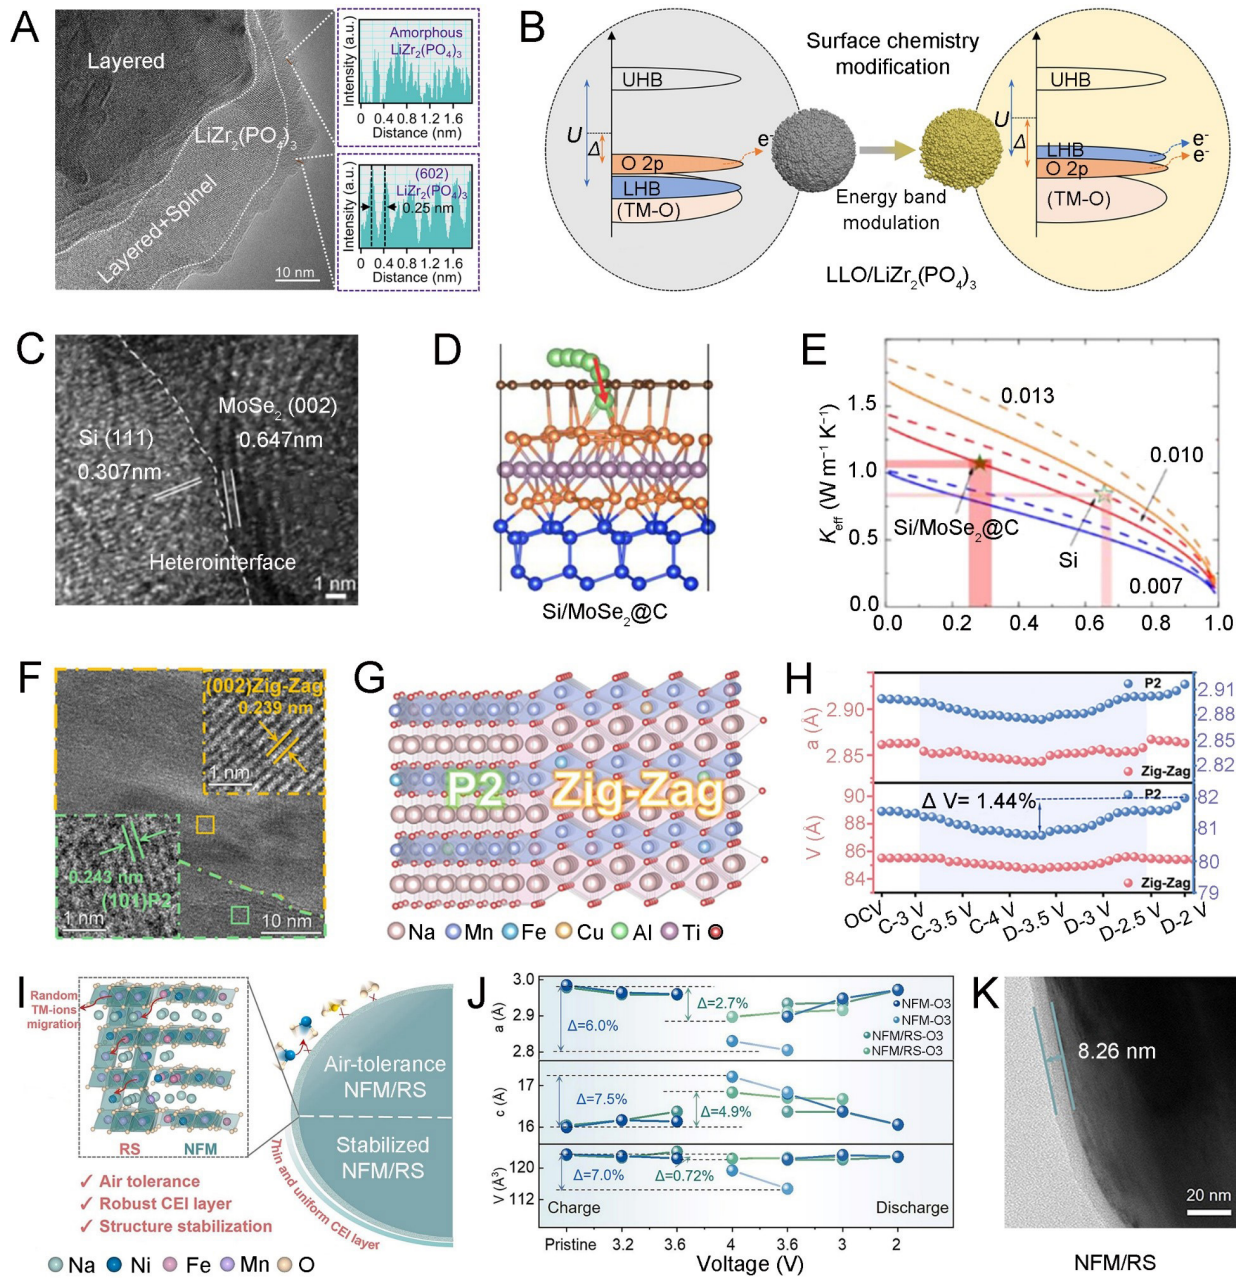 A
Layered
LiZr2(PO4)3
Layered+Spinel
10 nm
Intensity (a.u.)
Amorphous
LiZr2(PO4)3
0 0.4 0.8 1.2 1.6
Distance (nm)
Intensity (a.u.)
(602)
LiZr2(PO4)3
0.25 nm
0 0.4 0.8 1.2 1.6
Distance (nm)
B
UHB
U
Δ
O 2p
LHB
(TM-O)
e-
Surface chemistry
modification
Energy band
modulation
LLO/LiZr2(PO4)3
UHB
U
Δ
LHB
O 2p
(TM-O)
e-
e-
C
MoSe2 (002)
0.647nm
Si (111)
0.307nm
Heterointerface
1 nm
D
Si/MoSe2@C
E
Keff (W m-1 K-1)
1.5
1.0
0.0
0.013
0.010
0.007
Si/MoSe2@C
Si
0.0 0.2 0.4 0.6 0.8 1.0
F
(002)Zig-Zag
0.239 nm
1 nm
0.243 nm
(101)P2
1 nm
10 nm
G
P2 Zig-Zag
Na Mn Fe Cu Al Ti
H
a (Å)
2.90
2.85
P2
Zig-Zag
2.91
2.88
2.85
2.82
V (Å)
90
88
86
84
P2
Δ V= 1.44%
Zig-Zag
82
81
80
79
OCV C-3 V C-3.5 V C-4 V D-3.5 V D-3 V D-2.5 V D-2 V
I
Random
TM-ions
migration
RS NFM
✓ Air tolerance
✓ Robust CEI layer
✓ Structure stabilization
Air-tolerance
NFM/RS
Stabilized
NFM/RS
Thin and uniform CEI layer
Na Ni Fe Mn O
J
a (Å)
3.0
2.9
2.8
Δ=6.0%
Δ=2.7%
NFM-O3
NFM-O3
NFM/RS-O3
NFM/RS-O3
c (Å)
17
16
Δ=7.5%
Δ=4.9%
V (Å3)
120
112
Δ=7.0%
Δ=0.72%
Charge Discharge
Pristine 3.2 3.6 4 3.6 3 2
Voltage (V)
K
8.26 nm
20 nm
NFM/RS